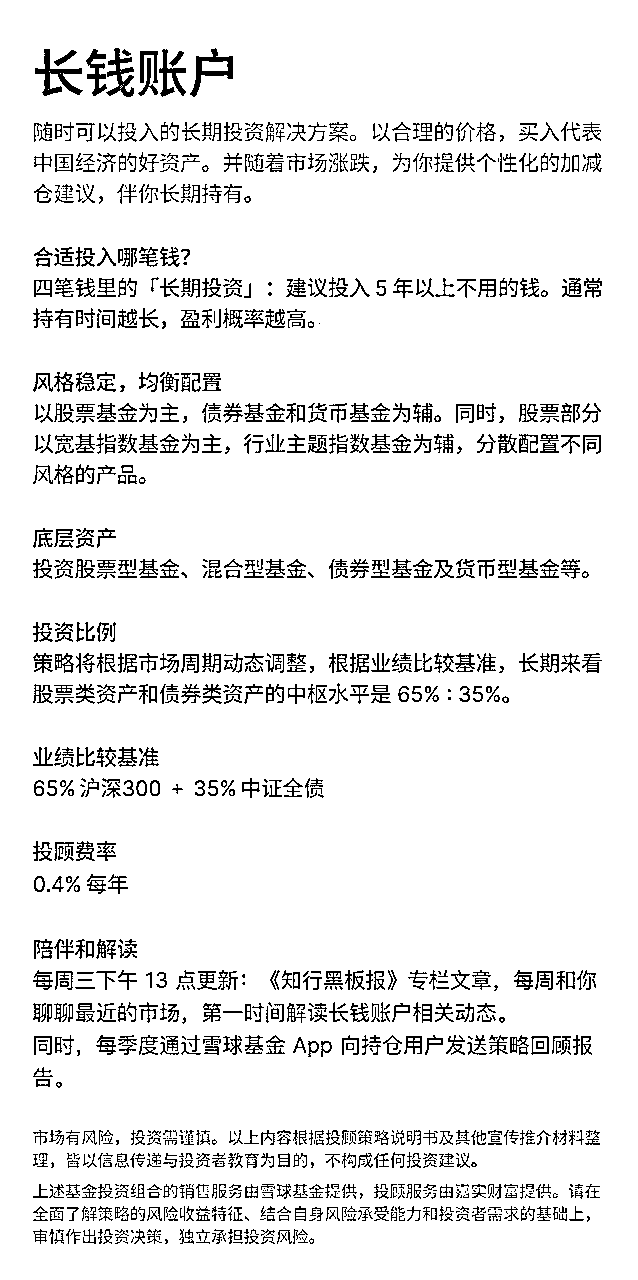 长钱账户
随时可以投入的长期投资解决方案。以合理的价格，买入代表
中国经济的好资产。并随着市场涨跌，为你提供个性化的加减
仓建议，伴你长期持有。
合适投入哪笔钱？
四笔钱里的「长期投资」：建议投入 5 年以上不用的钱。通常
持有时间越长，盈利概率越高。
风格稳定，均衡配置
以股票基金为主，债券基金和货币基金为辅。同时，股票部分
以宽基指数基金为主，行业主题指数基金为辅，分散配置不同
风格的产品。
底层资产
投资股票型基金、混合型基金、债券型基金及货币型基金等。
投资比例
策略将根据市场周期动态调整，根据业绩比较基准，长期来看
股票类资产和债券类资产的中枢水平是 65%：35%。
业绩比较基准
65% 沪深300 + 35% 中证全债
投顾费率
0.4% 每年
陪伴和解读
每周三下午 13 点更新：《知行黑板报》专栏文章，每周和你
聊聊最近的市场，第一时间解读长钱账户相关动态。
同时，每季度通过雪球基金 App 向持仓用户发送策略回顾报
告。
市场有风险，投资需谨慎。以上内容根据投顾策略说明书及其他宣传推介材料整
理，皆以信息传递与投资者教育为目的，不构成任何投资建议。
上述基金投资组合的销售服务由雪球基金提供，投顾服务由嘉实财富提供。请在
全面了解策略的风险收益特征、结合自身风险承受能力和投资者需求的基础上，
审慎作出投资决策，独立承担投资风险。